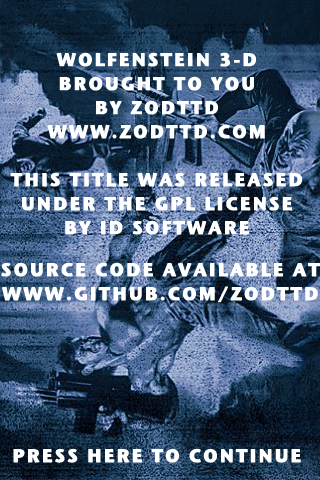 WOLFENSTEIN 3-D
BROUGHT TO YOU
BY ZODTTD
WWW.ZODTTD.COM
THIS TITLE WAS RELEASED
UNDER THE GPL LICENSE
BY ID SOFTWARE
SOURCE CODE AVAILABLE AT
WWW.GITHUB.COM/ZODTTD
PRESS HERE TO CONTINUE